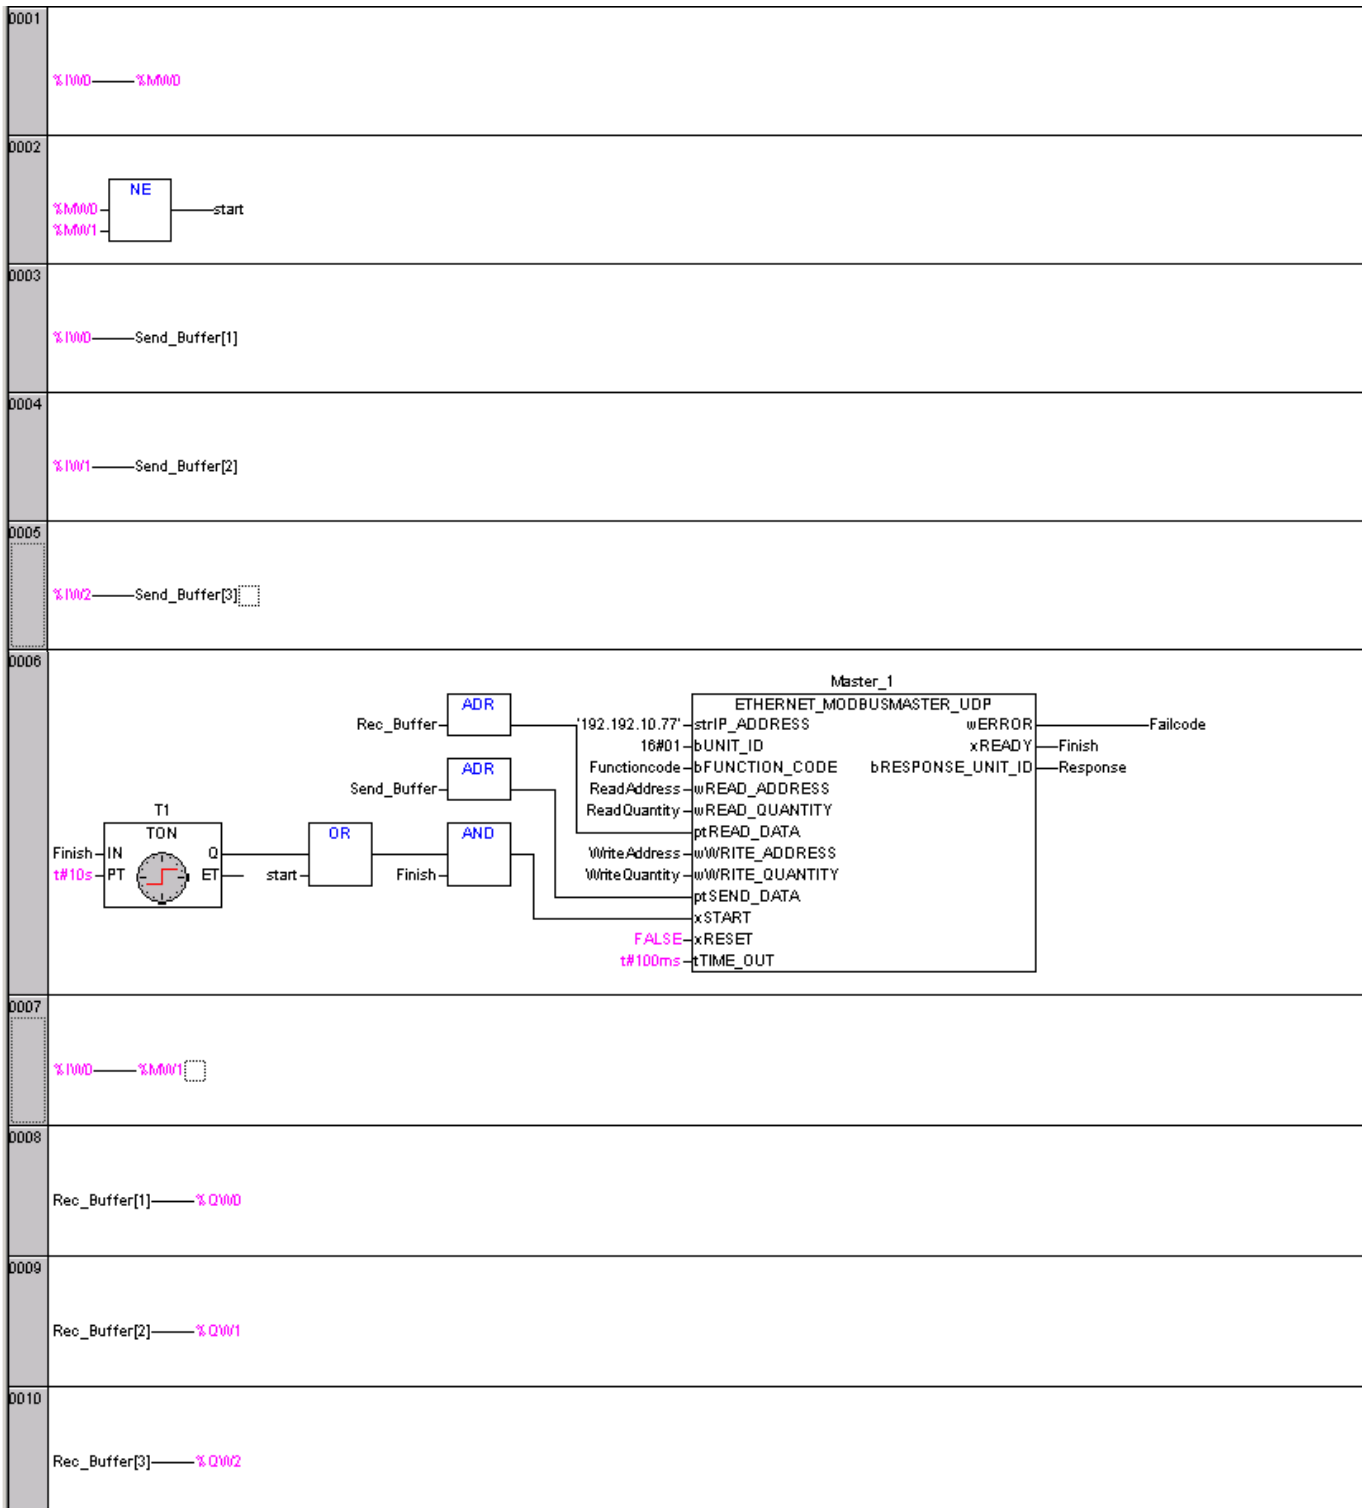 0001
%IW0 %MW0
0002
NE
%MW0 start
%MW1
0003
%IW0 Send_Buffer[1]
0004
%IW1 Send_Buffer[2]
0005
%IW2 Send_Buffer[3]
0006
Master_1
ADR ETHERNET_MODBUSMASTER_UDP
Rec_Buffer '192.192.10.77' strIP_ADDRESS wERROR Failcode
16#01 bUNIT_ID xREADY Finish
ADR Functioncode bFUNCTION_CODE bRESPONSE_UNIT_ID Response
Send_Buffer ReadAddress wREAD_ADDRESS
T1 ReadQuantity wREAD_QUANTITY
TON OR AND ptREAD_DATA
Finish IN Q WriteAddress wWRITE_ADDRESS
t#10s PT ET start Finish WriteQuantity wWRITE_QUANTITY
ptSEND_DATA
xSTART
FALSE xRESET
t#100ms tTIME_OUT
0007
%IW0 %MW1
0008
Rec_Buffer[1] %QW0
0009
Rec_Buffer[2] %QW1
0010
Rec_Buffer[3] %QW2